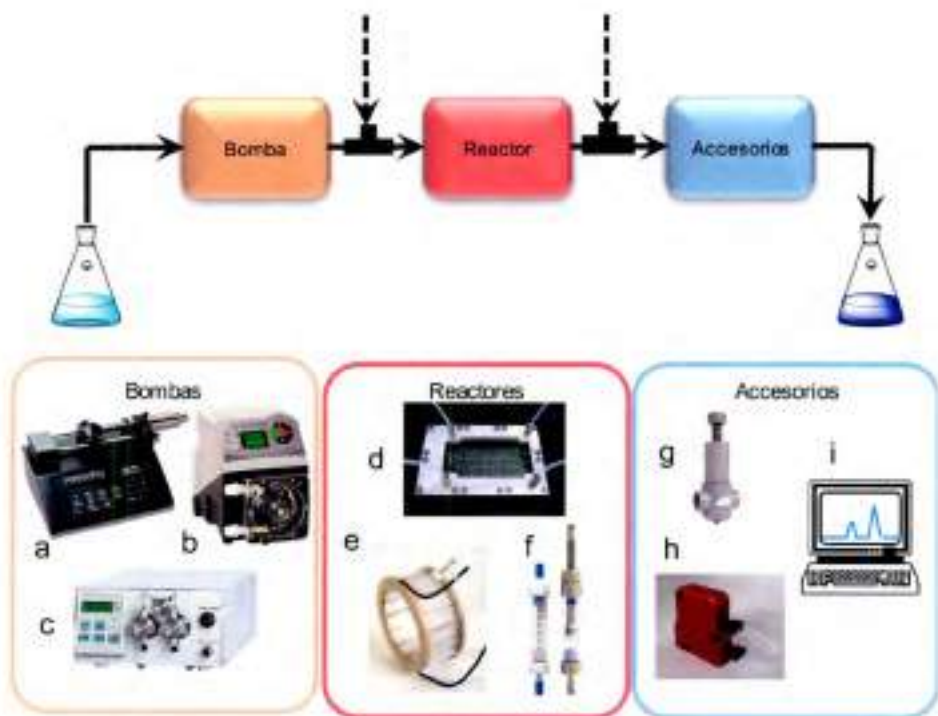 Bomba
Reactor
Accesorios
Bombas
Reactores
Accesorios
a
b
c
d
e
f
g
h
i